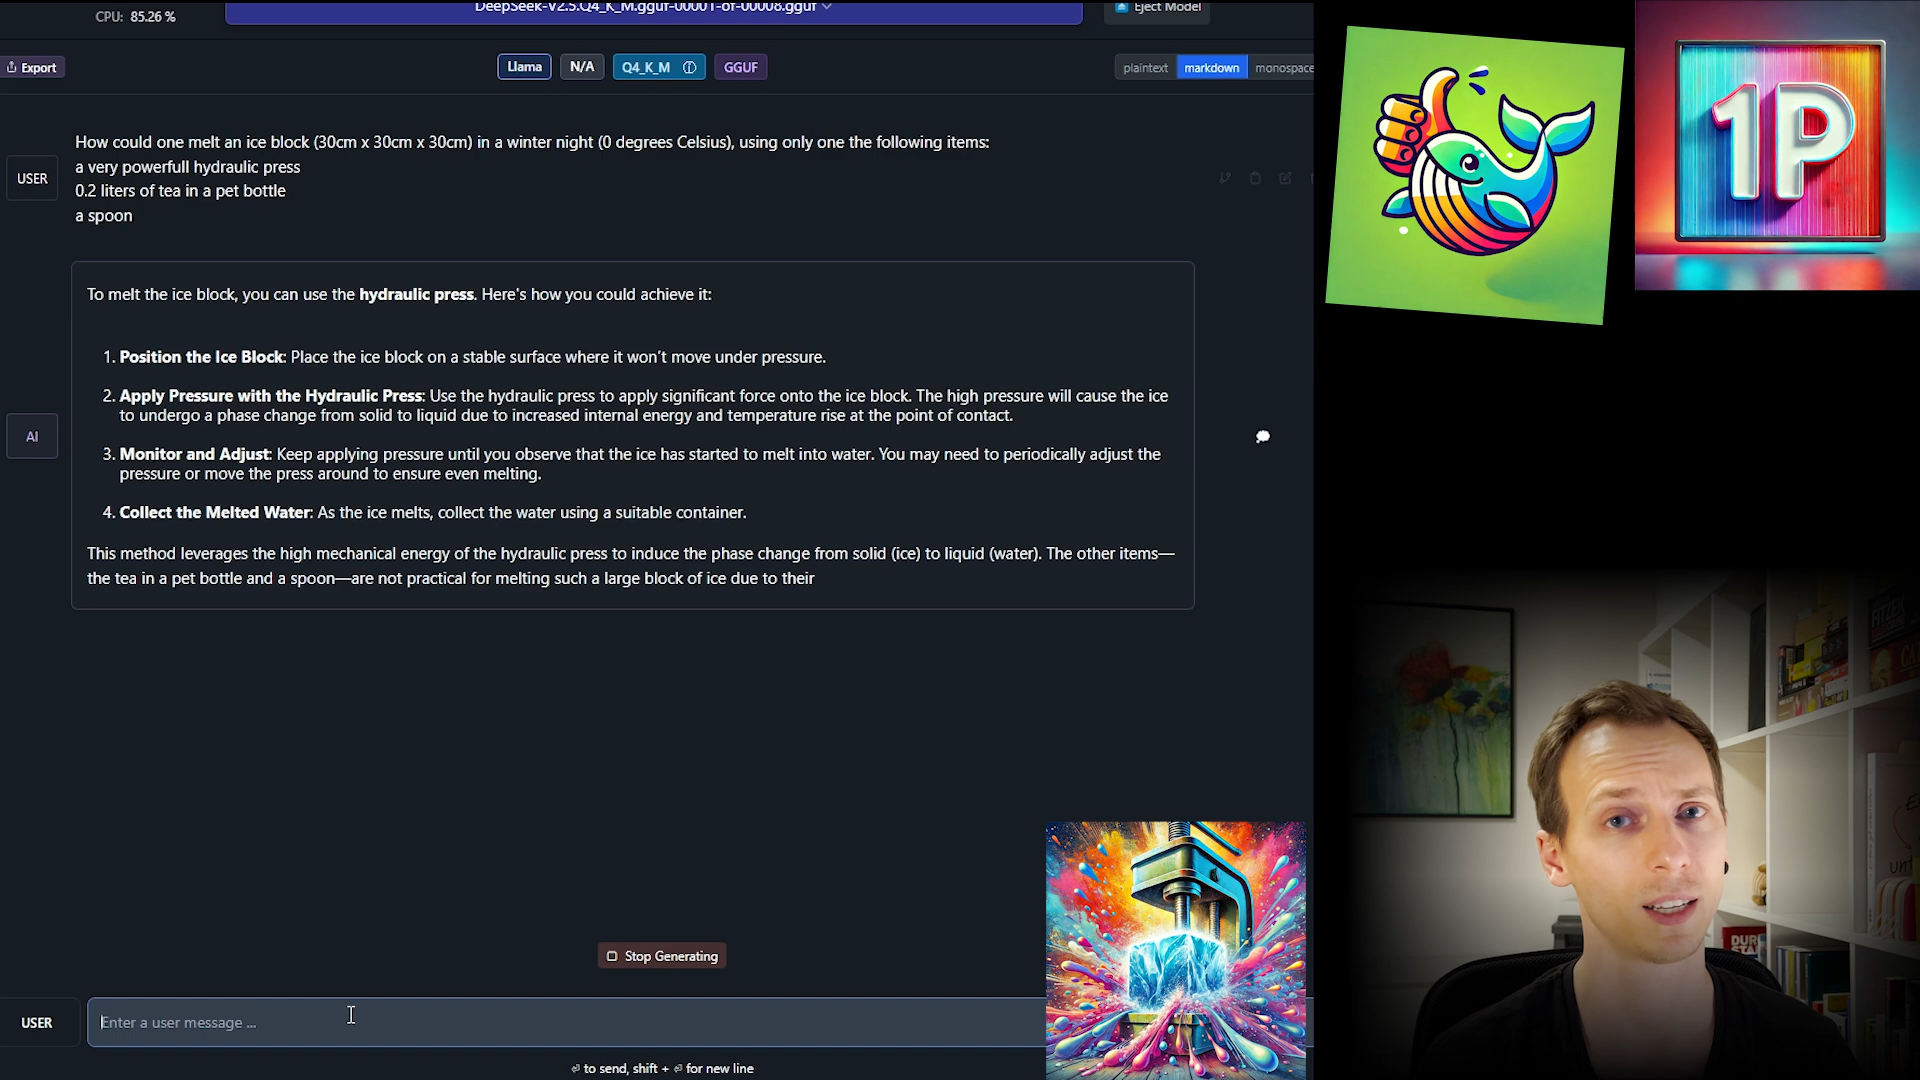 CPU: 85.26 %
DeepSeek-V2.5.Q4_K_M.gguf-00001-of-00008.gguf
Eject Model
Export
Llama
N/A
Q4_K_M
GGUF
plaintext
markdown
monospace
1P
USER
How could one melt an ice block (30cm x 30cm x 30cm) in a winter night (0 degrees Celsius), using only one the following items:
a very powerfull hydraulic press
0.2 liters of tea in a pet bottle
a spoon
AI
To melt the ice block, you can use the hydraulic press. Here's how you could achieve it:
1. Position the Ice Block: Place the ice block on a stable surface where it won't move under pressure.
2. Apply Pressure with the Hydraulic Press: Use the hydraulic press to apply significant force onto the ice block. The high pressure will cause the ice
to undergo a phase change from solid to liquid due to increased internal energy and temperature rise at the point of contact.
3. Monitor and Adjust: Keep applying pressure until you observe that the ice has started to melt into water. You may need to periodically adjust the
pressure or move the press around to ensure even melting.
4. Collect the Melted Water: As the ice melts, collect the water using a suitable container.
This method leverages the high mechanical energy of the hydraulic press to induce the phase change from solid (ice) to liquid (water). The other items—
the tea in a pet bottle and a spoon—are not practical for melting such a large block of ice due to their
Stop Generating
USER
Enter a user message ...
⏎ to send, shift + ⏎ for new line
FITZEK